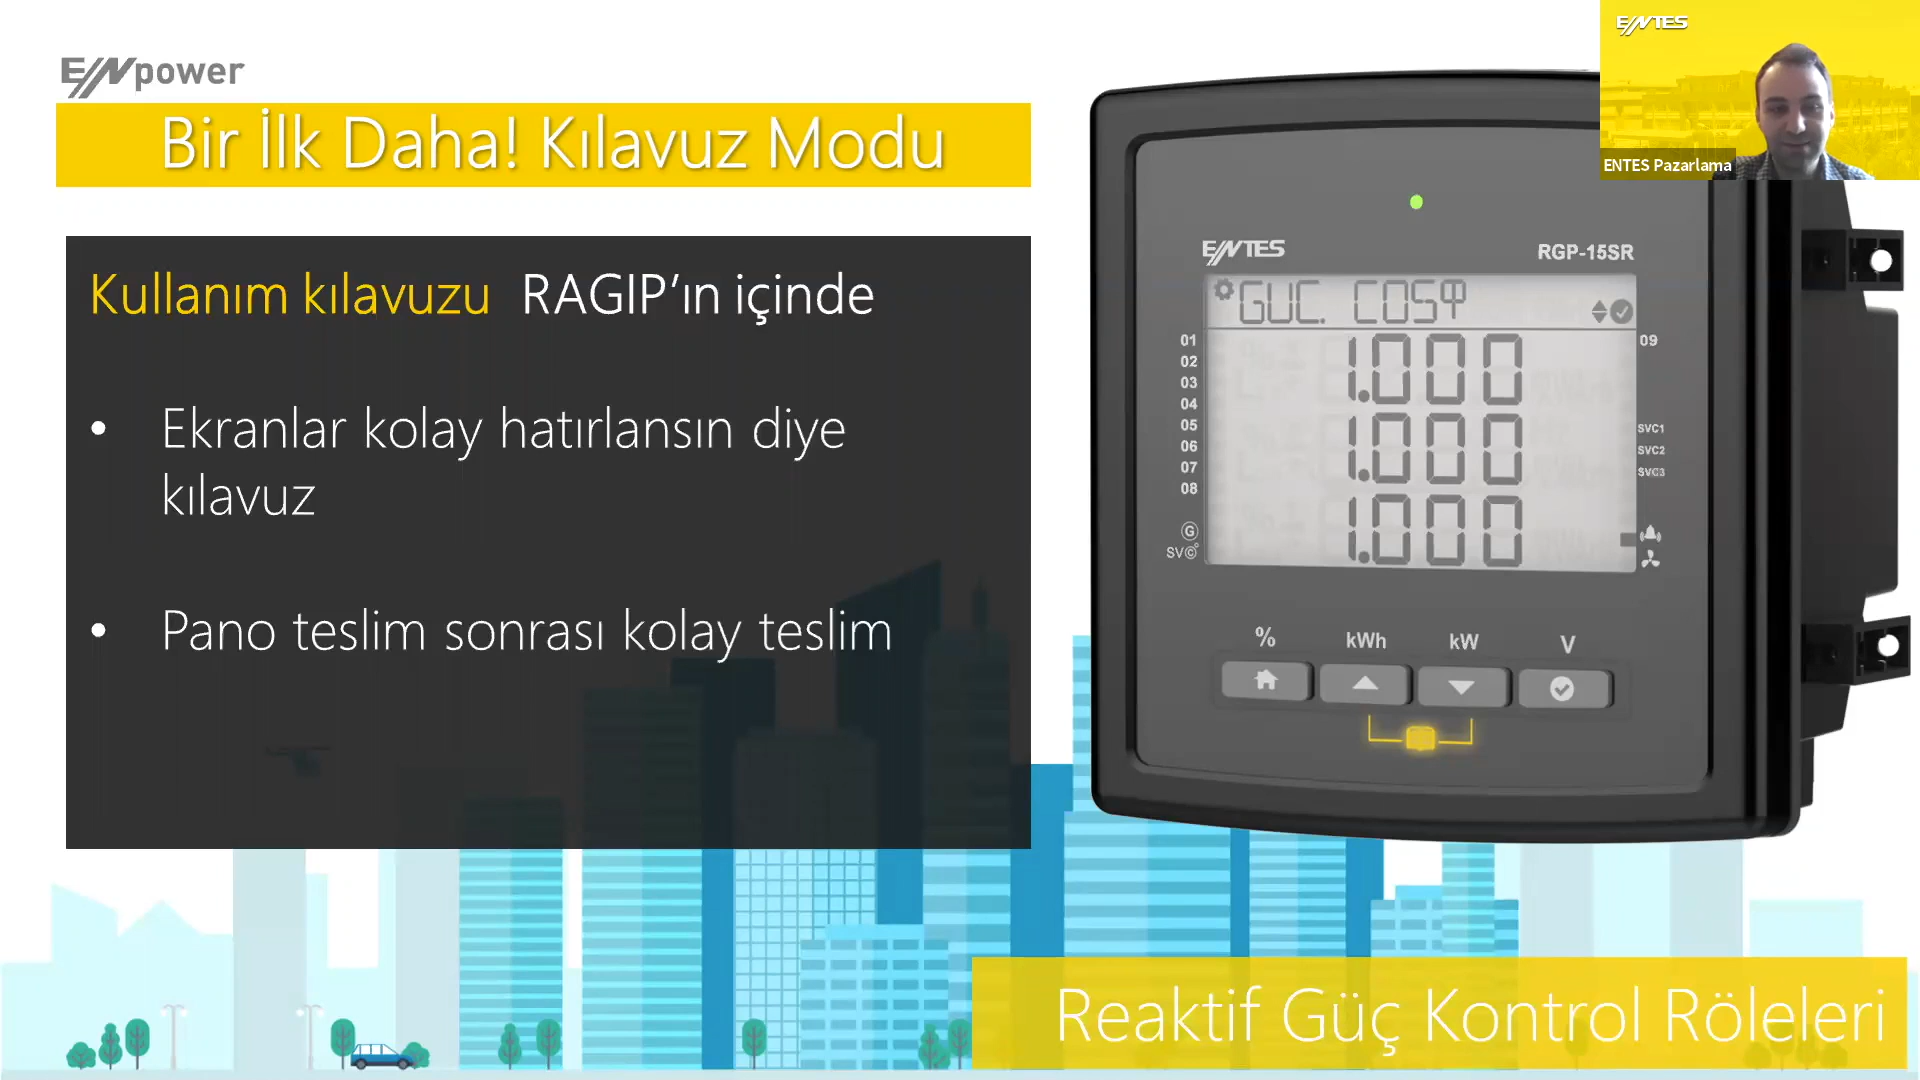 ENpower
Bir İlk Daha! Kılavuz Modu
Kullanım kılavuzu RAGIP’ın içinde
• Ekranlar kolay hatırlansın diye
kılavuz
• Pano teslim sonrası kolay teslim
ENTES
ENTES Pazarlama
ENTES
RGP-15SR
GUC. COSφ
1.000
1.000
1.000
01
02
03
04
05
06
07
08
G
SVC
09
SVC1
SVC2
SVC3
% kWh kW V
Reaktif Güç Kontrol Röleleri